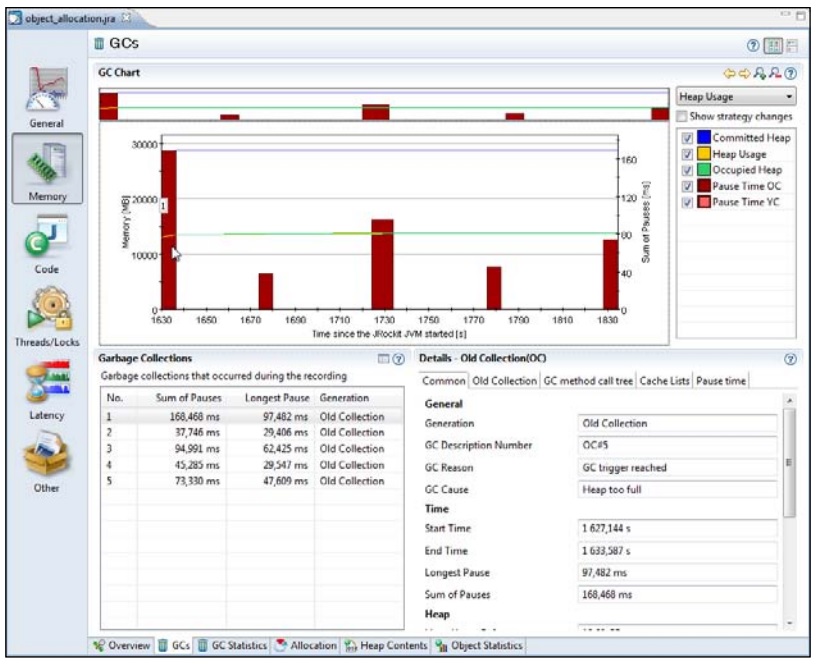 object_allocation.jra
GCs
General
Memory
Code
Threads/Locks
Latency
Other
GC Chart
Heap Usage
Show strategy changes
Committed Heap
Heap Usage
Occupied Heap
Pause Time OC
Pause Time YC
Memory [MB]
30000
20000
10000
0
1
160
120
80
40
0
Sum of Pauses [ms]
1630 1650 1670 1690 1710 1730 1750 1770 1790 1810 1830
Time since the JRockit JVM started [s]
Garbage Collections
Garbage collections that occurred during the recording
No. Sum of Pauses Longest Pause Generation
1 168,468 ms 97,482 ms Old Collection
2 37,746 ms 29,406 ms Old Collection
3 94,991 ms 62,425 ms Old Collection
4 45,285 ms 29,547 ms Old Collection
5 73,330 ms 47,609 ms Old Collection
Details - Old Collection(OC)
Common Old Collection GC method call tree Cache Lists Pause time
General
Generation Old Collection
GC Description Number OC#5
GC Reason GC trigger reached
GC Cause Heap too full
Time
Start Time 1 627,144 s
End Time 1 633,587 s
Longest Pause 97,482 ms
Sum of Pauses 168,468 ms
Heap
Overview GCs GC Statistics Allocation Heap Contents Object Statistics